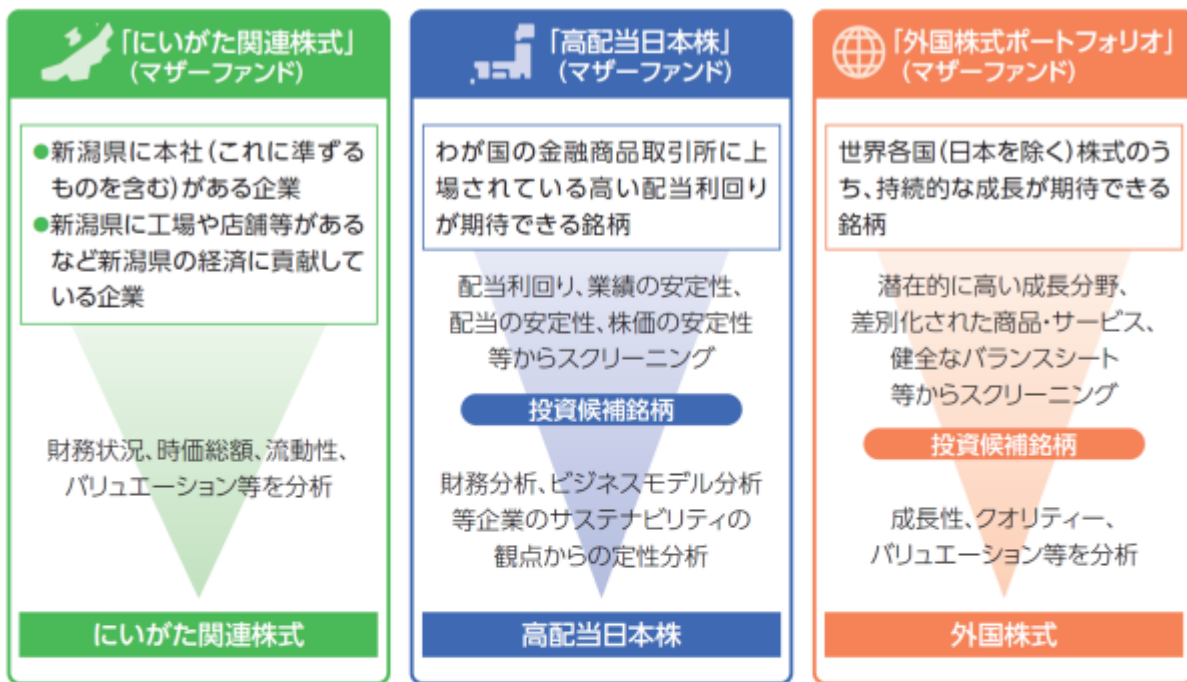 「にいがた関連株式」
(マザーファンド)
●新潟県に本社(これに準ずる
ものを含む)がある企業
●新潟県に工場や店舗等がある
など新潟県の経済に貢献して
いる企業
財務状況、時価総額、流動性、
バリュエーション等を分析
にいがた関連株式
「高配当日本株」
(マザーファンド)
わが国の金融商品取引所に上
場されている高い配当利回り
が期待できる銘柄
配当利回り、業績の安定性、
配当の安定性、株価の安定性
等からスクリーニング
投資候補銘柄
財務分析、ビジネスモデル分析
等企業のサステナビリティの
観点からの定性分析
高配当日本株
「外国株式ポートフォリオ」
(マザーファンド)
世界各国(日本を除く)株式のう
ち、持続的な成長が期待できる
銘柄
潜在的に高い成長分野、
差別化された商品・サービス、
健全なバランスシート
等からスクリーニング
投資候補銘柄
成長性、クオリティー、
バリュエーション等を分析
外国株式